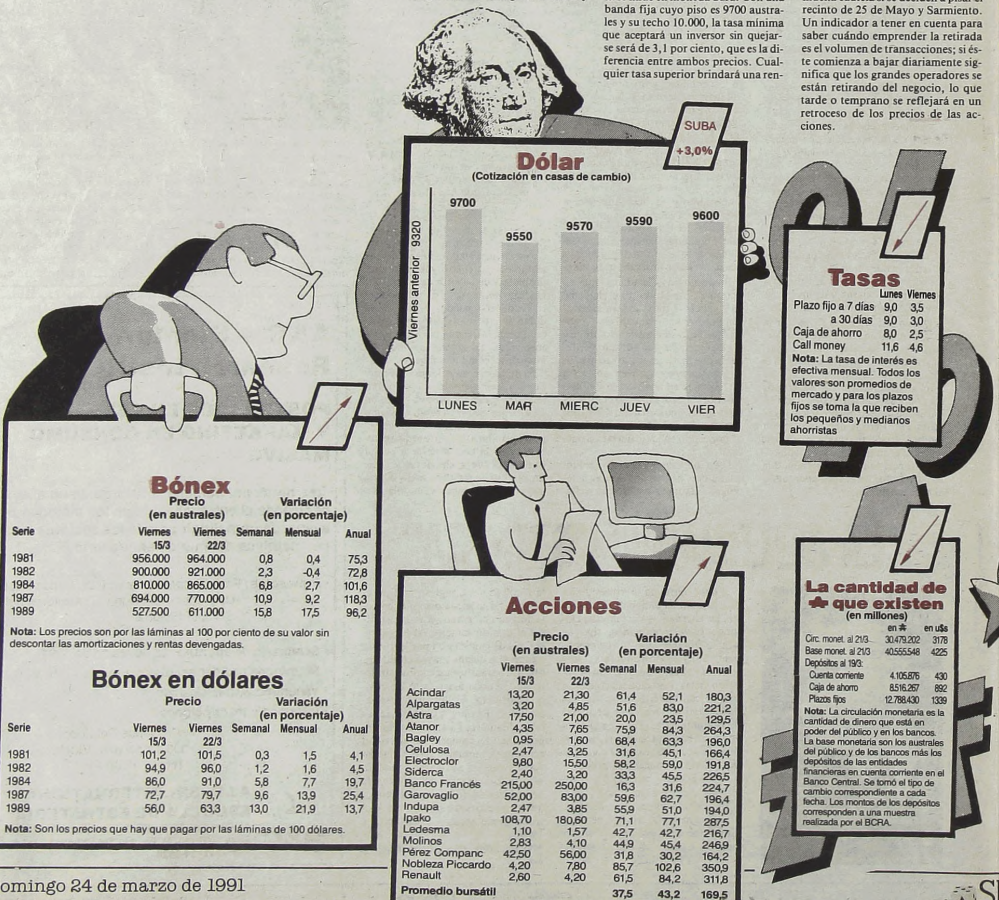 banda fija cuyo piso es 9700 austra-
les y su techo 10.000, la tasa mínima
que aceptará un inversor sin quejar-
se será de 3,1 por ciento, que es la di-
ferencia entre ambos precios. Cual-
quier tasa superior brindará una ren-
recinto de 25 de Mayo y Sarmiento.
Un indicador a tener en cuenta para
saber cuándo emprender la retirada
es el volumen de transacciones; si és-
te comienza a bajar diariamente sig-
nifica que los grandes operadores se
están retirando del negocio, lo que
tarde o temprano se reflejará en un
retroceso de los precios de las ac-
ciones.
SUBA
+3,0%
Dólar
(Cotización en casas de cambio)
Viernes anterior 9320
9700
9550
9570
9590
9600
LUNES MAR MIERC JUEV VIER
Tasas
Lunes Viernes
Plazo fijo a 7 días 9,0 3,5
a 30 días 9,0 3,0
Caja de ahorro 8,0 2,5
Call money 11,6 4,6
Nota: La tasa de interés es
efectiva mensual. Todos los
valores son promedios de
mercado y para los plazos
fijos se toma la que reciben
los pequeños y medianos
ahorristas
Bónex
Precio Variación
(en australes) (en porcentaje)
Serie Viernes Viernes Semanal Mensual Anual
15/3 22/3
1981 956.000 964.000 0,8 0,4 75,3
1982 900.000 921.000 2,3 -0,4 72,8
1984 810.000 865.000 6,8 2,7 101,6
1987 694.000 770.000 10,9 9,2 118,3
1989 527.500 611.000 15,8 17,5 96,2
Nota: Los precios son por las láminas al 100 por ciento de su valor sin
descontar las amortizaciones y rentas devengadas.
Bónex en dólares
Precio Variación
(en porcentaje)
Serie Viernes Viernes Semanal Mensual Anual
15/3 22/3
1981 101,2 101,5 0,3 1,5 4,1
1982 94,9 96,0 1,2 1,6 4,5
1984 86,0 91,0 5,8 7,7 19,7
1987 72,7 79,7 9,6 13,9 25,4
1989 56,0 63,3 13,0 21,9 13,7
Nota: Son los precios que hay que pagar por las láminas de 100 dólares.
Acciones
Precio Variación
(en australes) (en porcentaje)
Viernes Viernes Semanal Mensual Anual
15/3 22/3
Acindar 13,20 21,30 61,4 52,1 180,3
Alpargatas 3,20 4,85 51,6 83,0 221,2
Astra 17,50 21,00 20,0 23,5 129,5
Atanor 4,35 7,65 75,9 84,3 264,3
Bagley 0,95 1,60 68,4 63,3 196,0
Celulosa 2,47 3,25 31,6 45,1 166,4
Electroclor 9,80 15,50 58,2 59,0 191,8
Siderca 2,40 3,20 33,3 45,5 226,5
Banco Francés 215,00 250,00 16,3 31,6 224,7
Garovaglio 52,00 83,00 59,6 62,7 196,4
Indupa 2,47 3,85 55,9 51,0 194,0
Ipako 108,70 180,60 71,1 77,1 287,5
Ledesma 1,10 1,57 42,7 42,7 216,7
Molinos 2,83 4,10 44,9 45,4 246,9
Pérez Companc 42,50 56,00 31,8 30,2 164,2
Nobleza Piccardo 4,20 7,80 85,7 102,6 350,9
Renault 2,60 4,20 61,5 84,2 311,8
Promedio bursátil 37,5 43,2 169,5
La cantidad de
₳ que existen
(en millones)
en ₳ en u$s
Circ. monet. al 21/3 30.479.202 3178
Base monet. al 21/3 40.555.548 4225
Depósitos al 19/3:
Cuenta corriente 4.105.876 430
Caja de ahorro 8.516.267 892
Plazos fijos 12.788.430 1339
Nota: La circulación monetaria es la
cantidad de dinero que está en
poder del público y en los bancos.
La base monetaria son los australes
del público y de los bancos más los
depósitos de las entidades
financieras en cuenta corriente en el
Banco Central. Se tomó el tipo de
cambio correspondiente a cada
fecha. Los montos de los depósitos
corresponden a una muestra
realizada por el BCRA.
omingo 24 de marzo de 1991